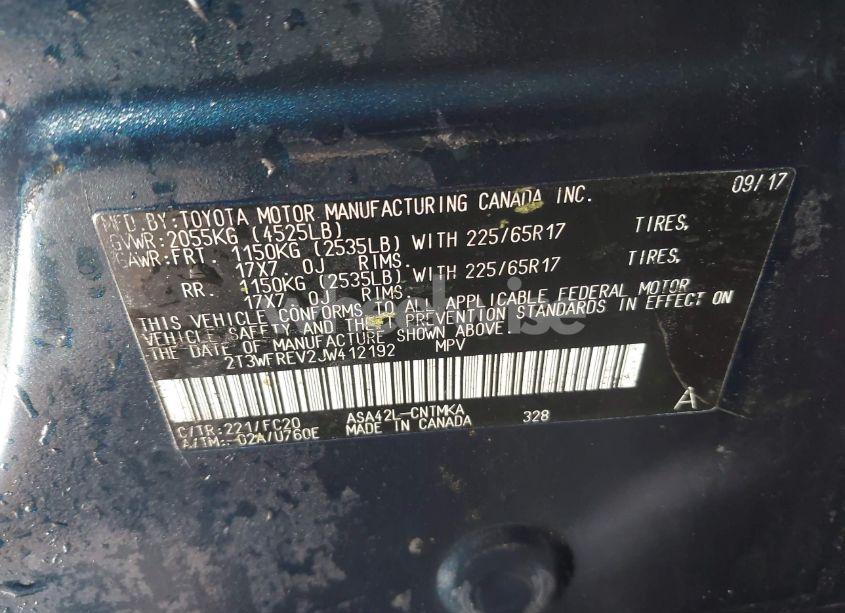 09/17
MFD.BY:TOYOTA MOTOR MANUFACTURING CANADA INC.
GVWR:2055KG (4525LB)
GAWR:FRT. 1150KG (2535LB) WITH 225/65R17 TIRES,
17X7.0J RIMS.
RR. 1150KG (2535LB) WITH 225/65R17 TIRES,
17X7.0J RIMS.
THIS VEHICLE CONFORMS TO ALL APPLICABLE FEDERAL MOTOR
VEHICLE SAFETY AND THEFT PREVENTION STANDARDS IN EFFECT ON
THE DATE OF MANUFACTURE SHOWN ABOVE.
2T3WFREV2JW412192 MPV
C/TR:221/FC20 ASA42L-CNTMKA 328 A
A/TM:-02A/U760E MADE IN CANADA